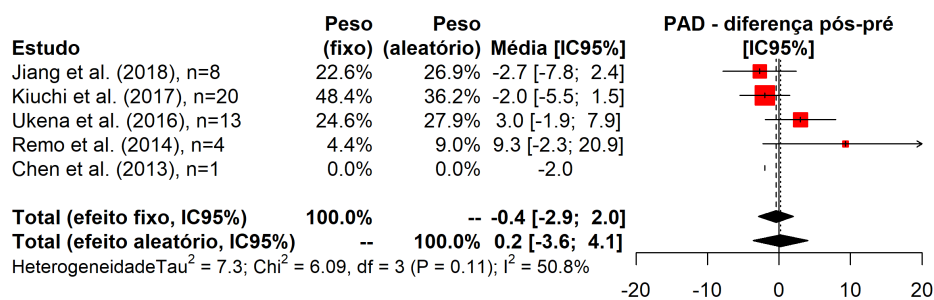 Peso Peso PAD - diferença pós-pré
Estudo (fixo) (aleatório) Média [IC95%] [IC95%]
Jiang et al. (2018), n=8 22.6% 26.9% -2.7 [-7.8; 2.4]
Kiuchi et al. (2017), n=20 48.4% 36.2% -2.0 [-5.5; 1.5]
Ukena et al. (2016), n=13 24.6% 27.9% 3.0 [-1.9; 7.9]
Remo et al. (2014), n=4 4.4% 9.0% 9.3 [-2.3; 20.9]
Chen et al. (2013), n=1 0.0% 0.0% -2.0
Total (efeito fixo, IC95%) 100.0% -- -0.4 [-2.9; 2.0]
Total (efeito aleatório, IC95%) -- 100.0% 0.2 [-3.6; 4.1]
HeterogeneidadeTau² = 7.3; Chi² = 6.09, df = 3 (P = 0.11); I² = 50.8%
-20 -10 0 10 20